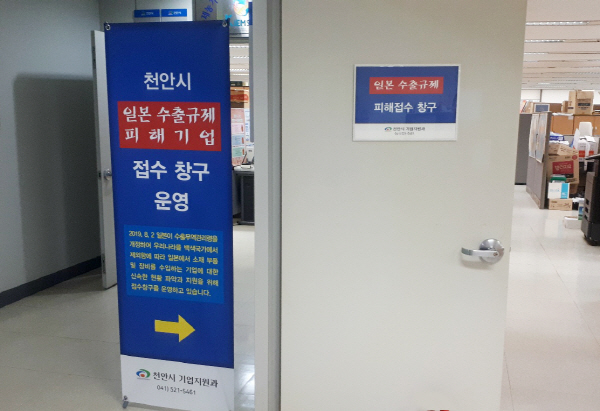 천안시
일본 수출규제
피해기업
접수 창구
운영
2019. 8. 2 일본이 수출무역관리령을
개정하여 우리나라를 백색국가에서
제외함에 따라 일본에서 소재 부품
및 장비를 수입하는 기업에 대한
신속한 현황 파악과 지원을 위해
접수창구를 운영하고 있습니다.
천안시 기업지원과
041) 521-5461
일본 수출규제
피해접수 창구
천안시 기업지원과